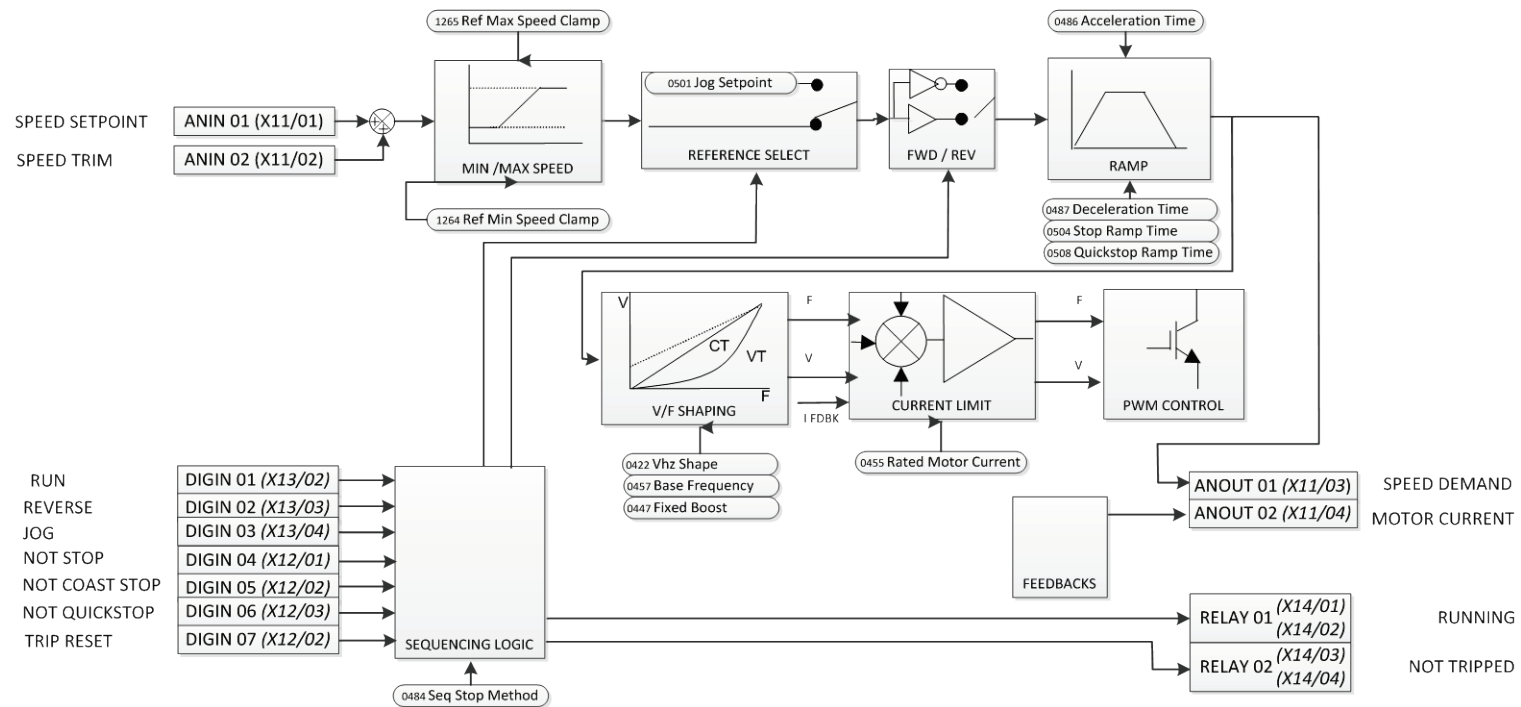 1265 Ref Max Speed Clamp
0486 Acceleration Time
0501 Jog Setpoint
SPEED SETPOINT
ANIN 01 (X11/01)
SPEED TRIM
ANIN 02 (X11/02)
MIN /MAX SPEED
REFERENCE SELECT
FWD / REV
RAMP
1264 Ref Min Speed Clamp
0487 Deceleration Time
0504 Stop Ramp Time
0508 Quickstop Ramp Time
V
CT
VT
F
V/F SHAPING
F
V
I FDBK
CURRENT LIMIT
F
V
PWM CONTROL
0422 Vhz Shape
0457 Base Frequency
0447 Fixed Boost
0455 Rated Motor Current
RUN
DIGIN 01 (X13/02)
REVERSE
DIGIN 02 (X13/03)
JOG
DIGIN 03 (X13/04)
NOT STOP
DIGIN 04 (X12/01)
NOT COAST STOP
DIGIN 05 (X12/02)
NOT QUICKSTOP
DIGIN 06 (X12/03)
TRIP RESET
DIGIN 07 (X12/02)
SEQUENCING LOGIC
0484 Seq Stop Method
FEEDBACKS
ANOUT 01 (X11/03)
SPEED DEMAND
ANOUT 02 (X11/04)
MOTOR CURRENT
RELAY 01 (X14/01)
(X14/02)
RUNNING
RELAY 02 (X14/03)
(X14/04)
NOT TRIPPED